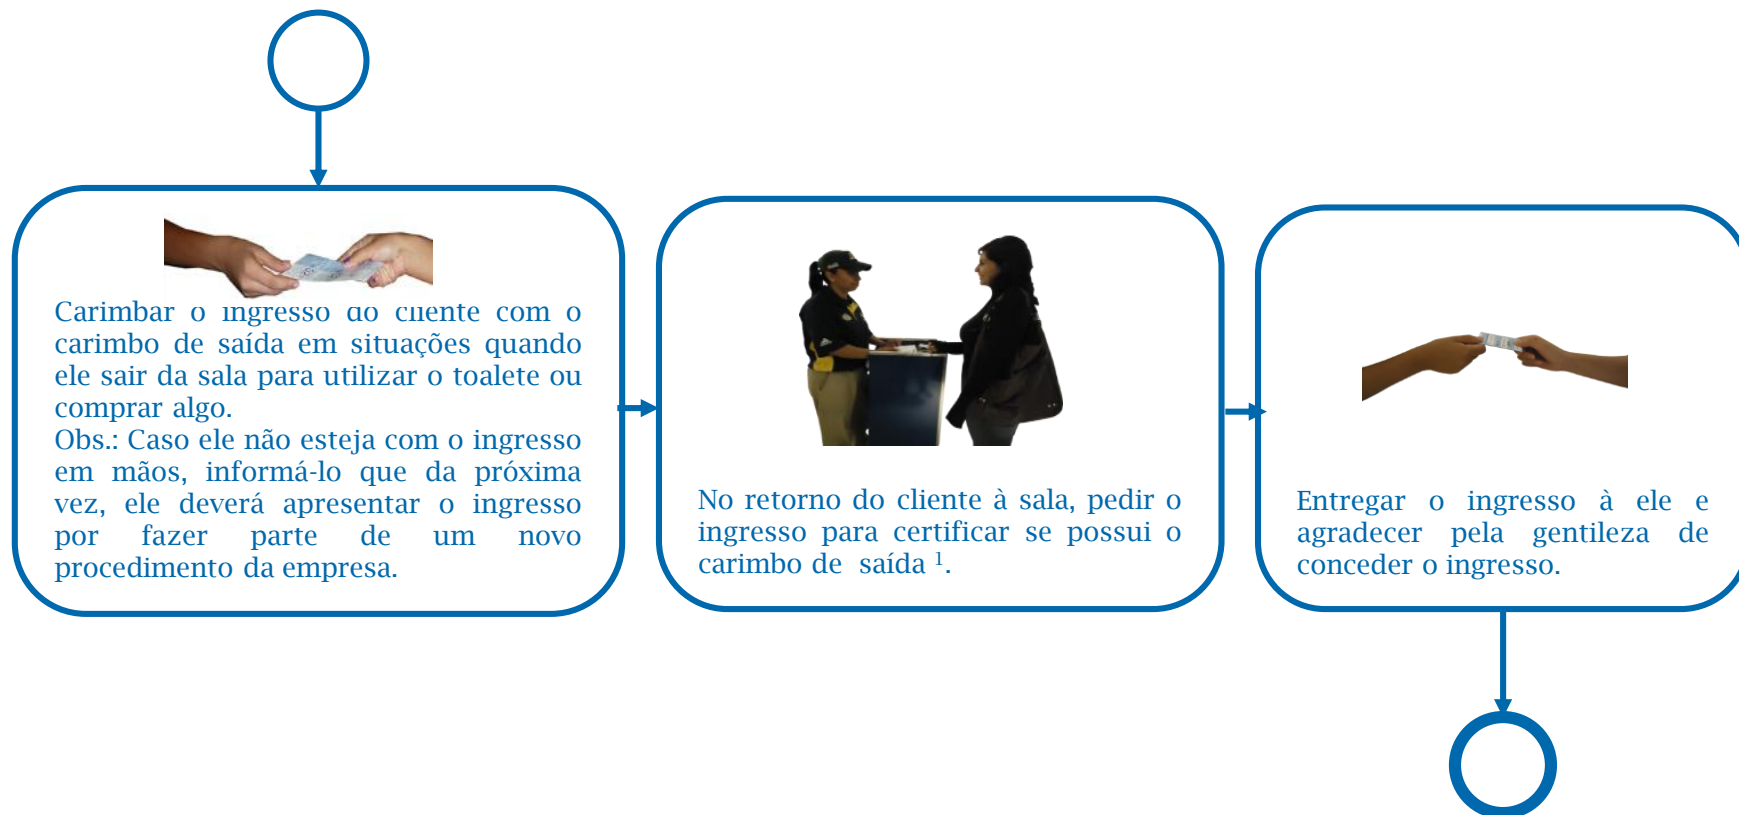 Carimbar o ingresso do cliente com o
carimbo de saída em situações quando
ele sair da sala para utilizar o toalete ou
comprar algo.
Obs.: Caso ele não esteja com o ingresso
em mãos, informá-lo que da próxima
vez, ele deverá apresentar o ingresso
por fazer parte de um novo
procedimento da empresa.
No retorno do cliente à sala, pedir o
ingresso para certificar se possui o
carimbo de saída ¹.
Entregar o ingresso à ele e
agradecer pela gentileza de
conceder o ingresso.